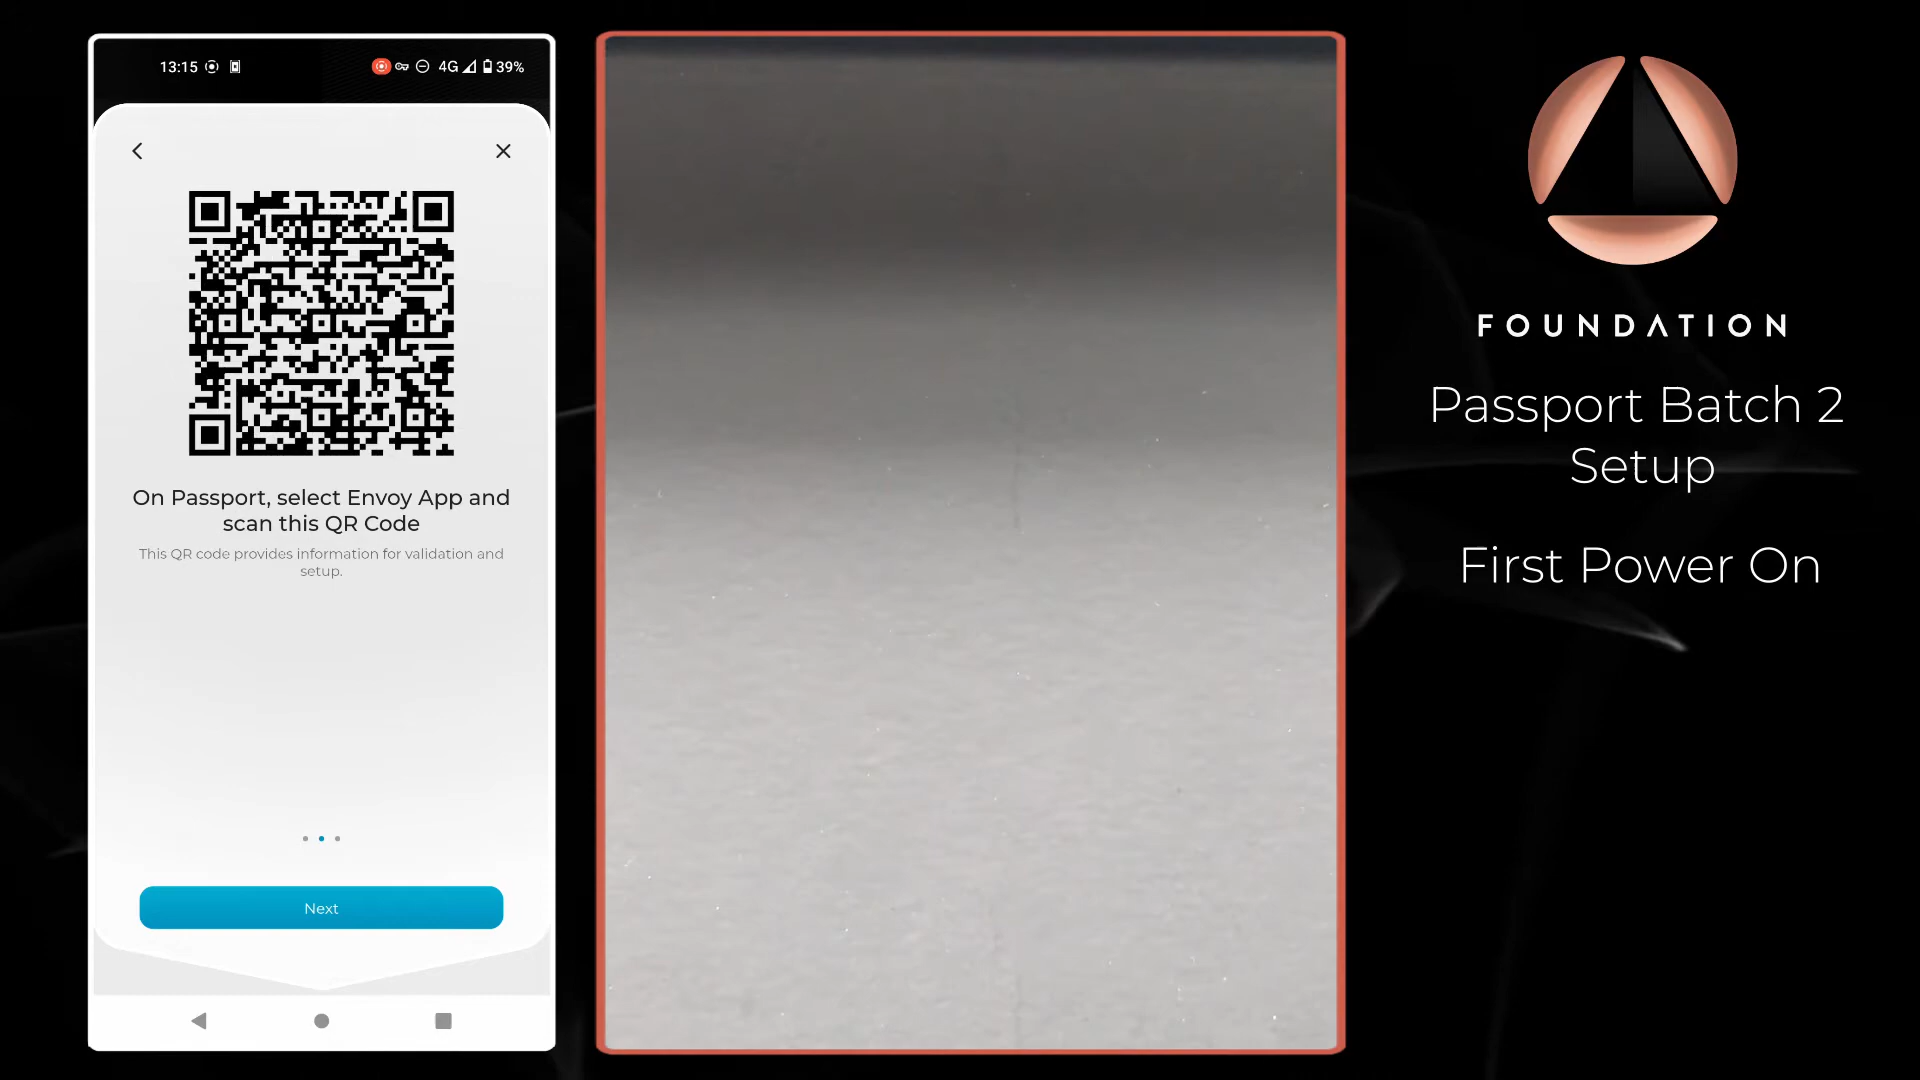 13:15
4G
39%
On Passport, select Envoy App and
scan this QR Code
This QR code provides information for validation and
setup.
Next
FOUNDATION
Passport Batch 2
Setup
First Power On